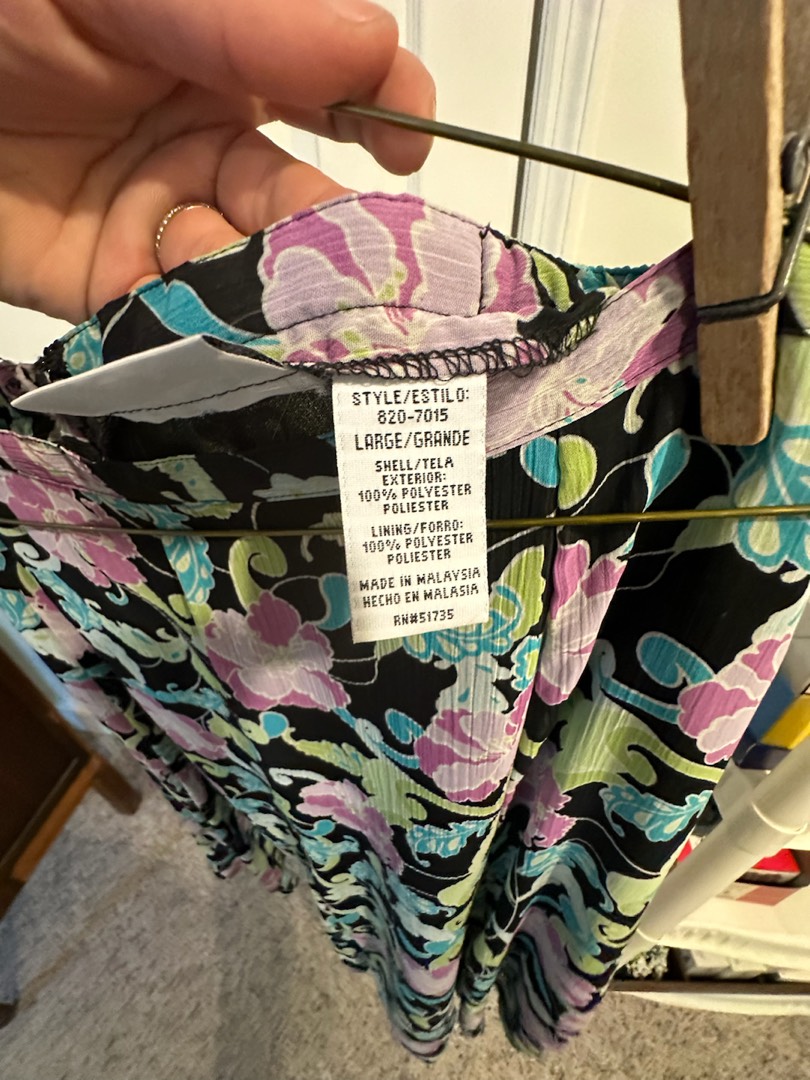 STYLE/ESTILO:
820-7015
LARGE/GRANDE
SHELL/TELA
EXTERIOR:
100% POLYESTER
POLIESTER
LINING/FORRO:
100% POLYESTER
POLIESTER
MADE IN MALAYSIA
HECHO EN MALASIA
RN#51735